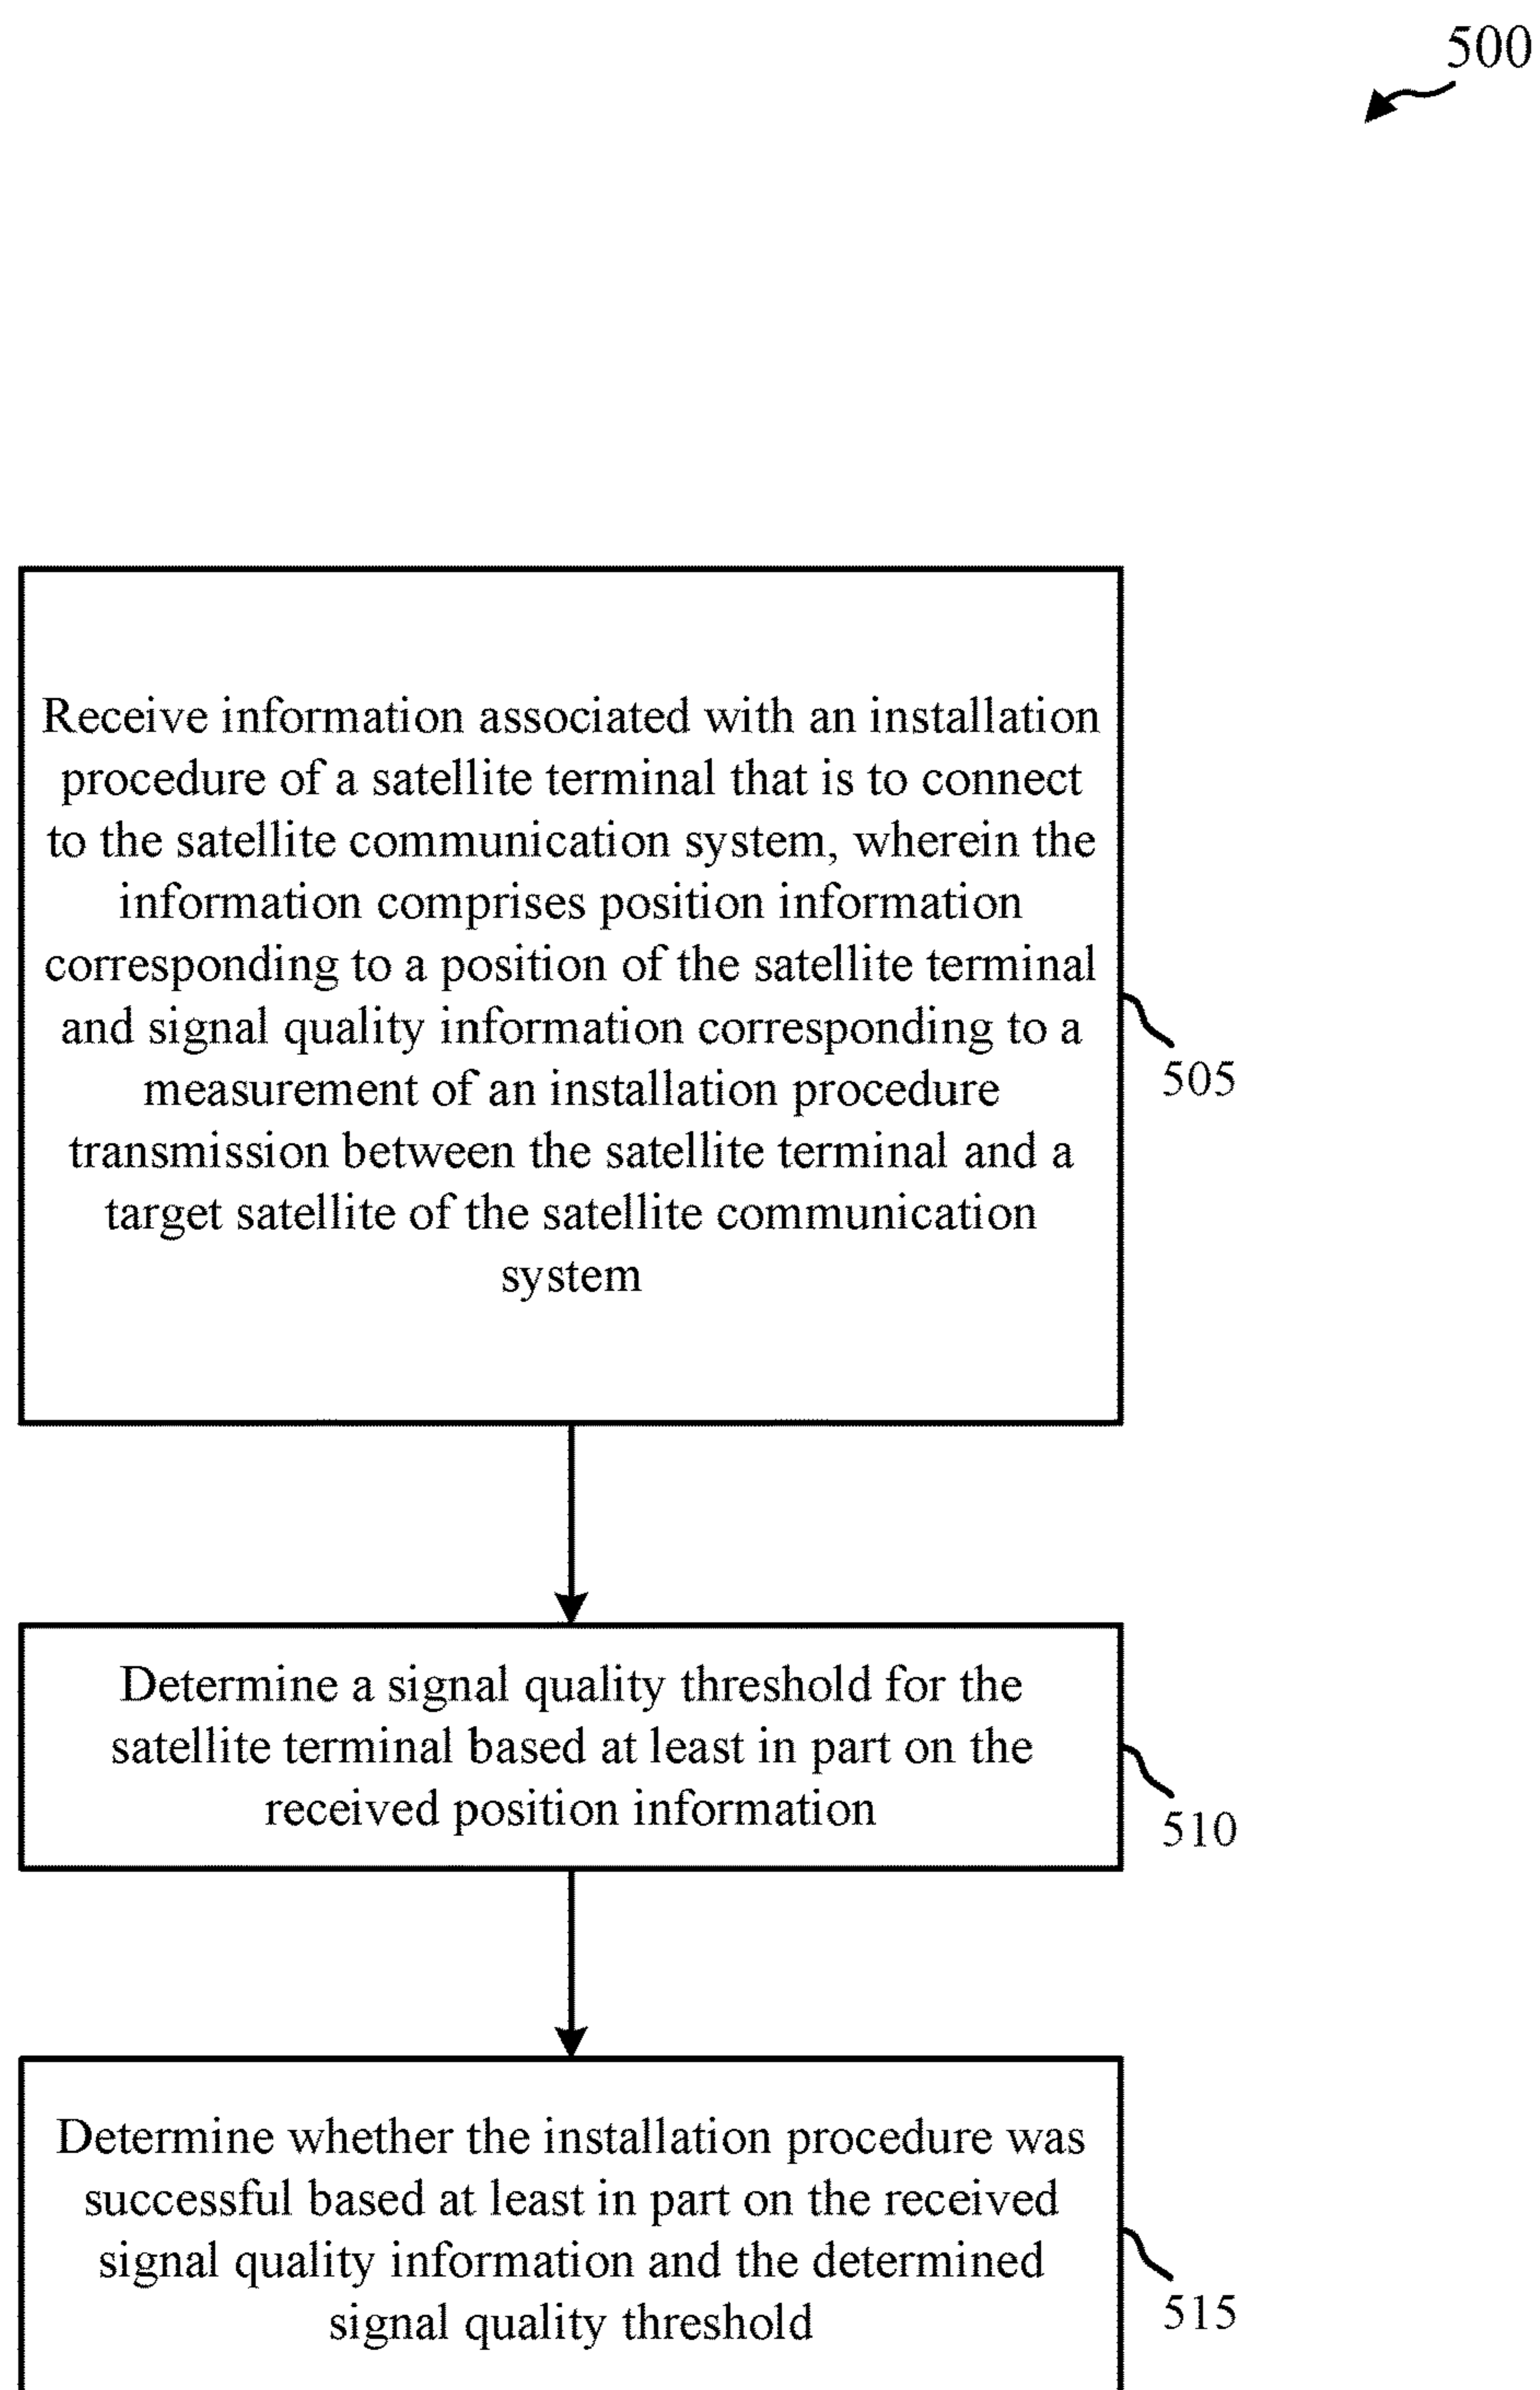 500
Receive information associated with an installation
procedure of a satellite terminal that is to connect
to the satellite communication system, wherein the
information comprises position information
corresponding to a position of the satellite terminal
and signal quality information corresponding to a
measurement of an installation procedure
transmission between the satellite terminal and a
target satellite of the satellite communication
system
505
Determine a signal quality threshold for the
satellite terminal based at least in part on the
received position information
510
Determine whether the installation procedure was
successful based at least in part on the received
signal quality information and the determined
signal quality threshold
515